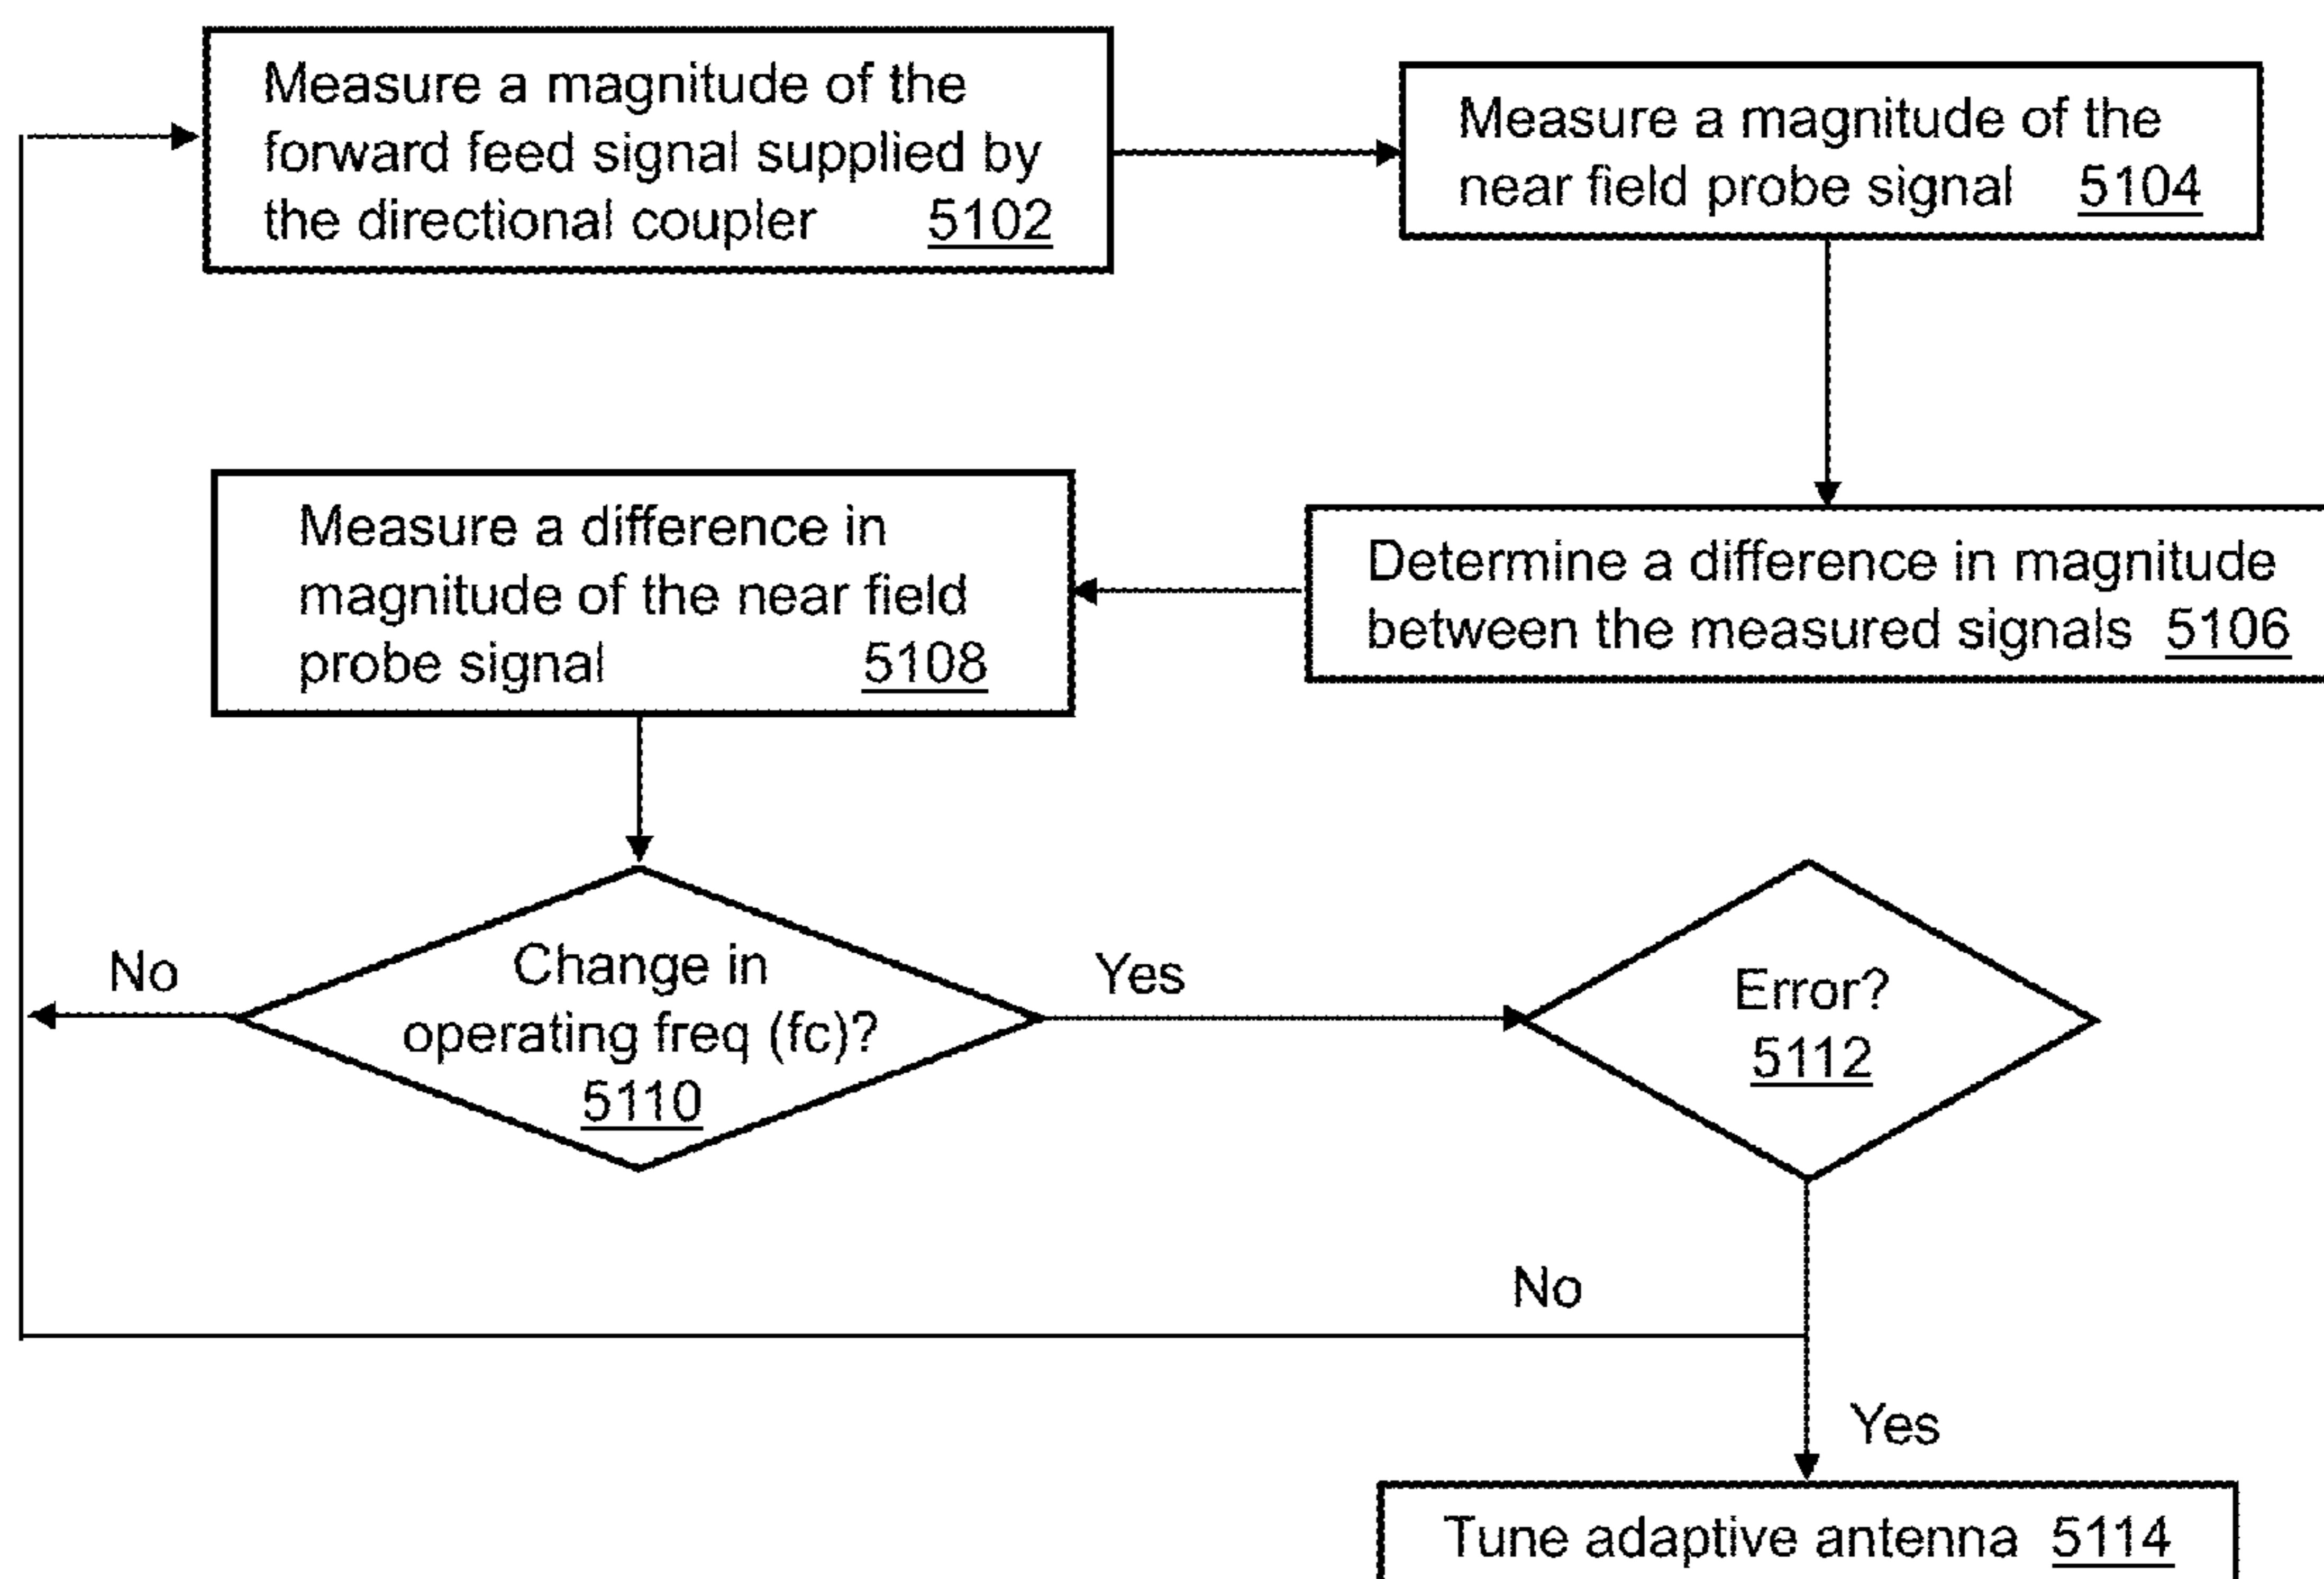 Measure a magnitude of the
forward feed signal supplied by
the directional coupler 5102
Measure a magnitude of the
near field probe signal 5104
Determine a difference in magnitude
between the measured signals 5106
Measure a difference in
magnitude of the near field
probe signal 5108
Change in
operating freq (fc)?
5110
No
Yes
Error?
5112
No
Yes
Tune adaptive antenna 5114